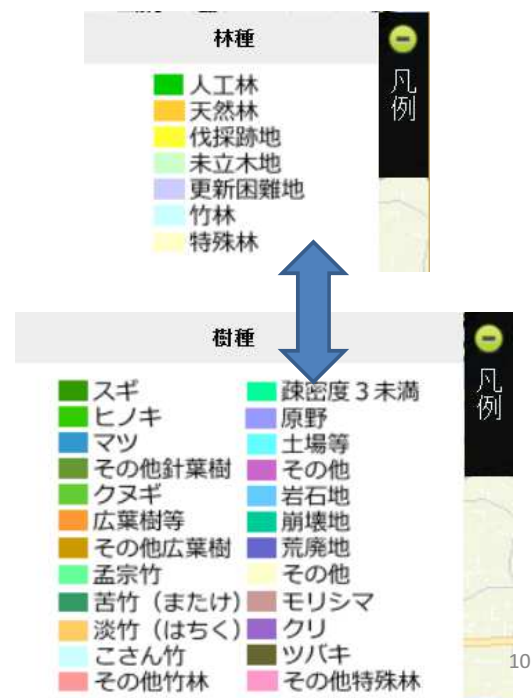 林種
凡例
人工林
天然林
伐採跡地
未立木地
更新困難地
竹林
特殊林
樹種
凡例
スギ
ヒノキ
マツ
その他針葉樹
クヌギ
広葉樹等
その他広葉樹
孟宗竹
苦竹（またけ）
淡竹（はちく）
こさん竹
その他竹林
疎密度３未満
原野
土場等
その他
岩石地
崩壊地
荒廃地
その他
モリシマ
クリ
ツバキ
その他特殊林
10